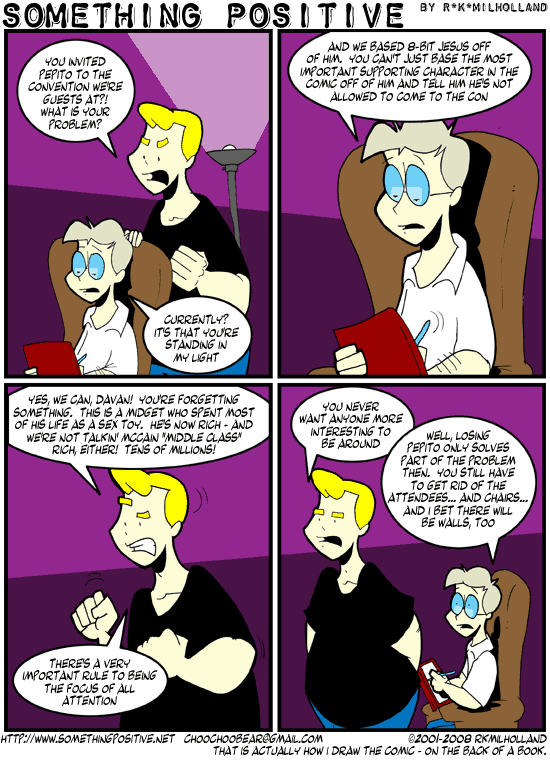 SOMETHING POSITIVE BY R*K*MILHOLLAND
YOU INVITED
PEPITO TO THE
CONVENTION WE'RE
GUESTS AT?!
WHAT IS YOUR
PROBLEM?
CURRENTLY?
IT'S THAT YOU'RE
STANDING IN
MY LIGHT
AND WE BASED 8-BIT JESUS OFF
OF HIM. YOU CAN'T JUST BASE THE MOST
IMPORTANT SUPPORTING CHARACTER IN THE
COMIC OFF OF HIM AND TELL HIM HE'S NOT
ALLOWED TO COME TO THE CON
YES, WE CAN, DAVAN! YOU'RE FORGETTING
SOMETHING. THIS IS A MIDGET WHO SPENT MOST
OF HIS LIFE AS A SEX TOY. HE'S NOW RICH - AND
WE'RE NOT TALKIN' MCCAIN "MIDDLE CLASS"
RICH, EITHER! TENS OF MILLIONS!
THERE'S A VERY
IMPORTANT RULE TO BEING
THE FOCUS OF ALL
ATTENTION
YOU NEVER
WANT ANYONE MORE
INTERESTING TO
BE AROUND
WELL, LOSING
PEPITO ONLY SOLVES
PART OF THE PROBLEM
THEN. YOU STILL HAVE
TO GET RID OF THE
ATTENDEES... AND CHAIRS...
AND I BET THERE WILL
BE WALLS, TOO
HTTP://WWW.SOMETHINGPOSITIVE.NET CHOOCHOOBEAR@GMAIL.COM ©2001-2008 RKMILHOLLAND
THAT IS ACTUALLY HOW I DRAW THE COMIC - ON THE BACK OF A BOOK.